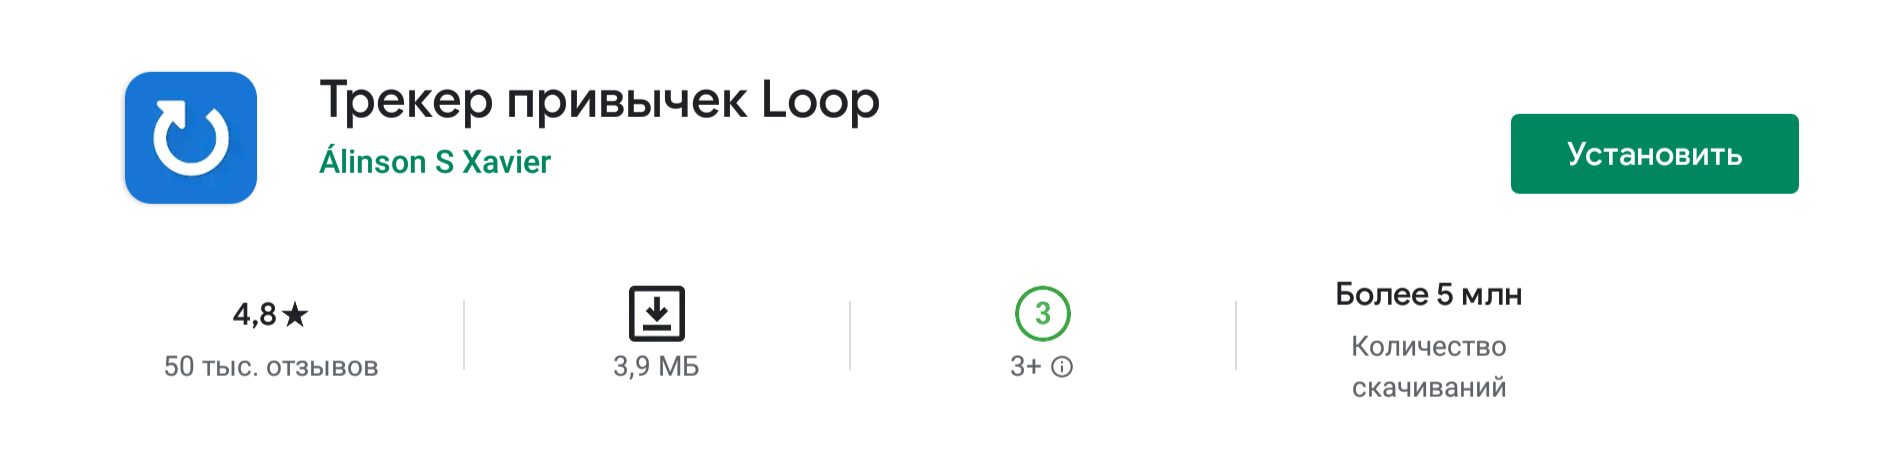 Трекер привычек Loop
Álinson S Xavier
Установить
4,8★
50 тыс. отзывов
3,9 МБ
3
3+
Более 5 млн
Количество
скачиваний